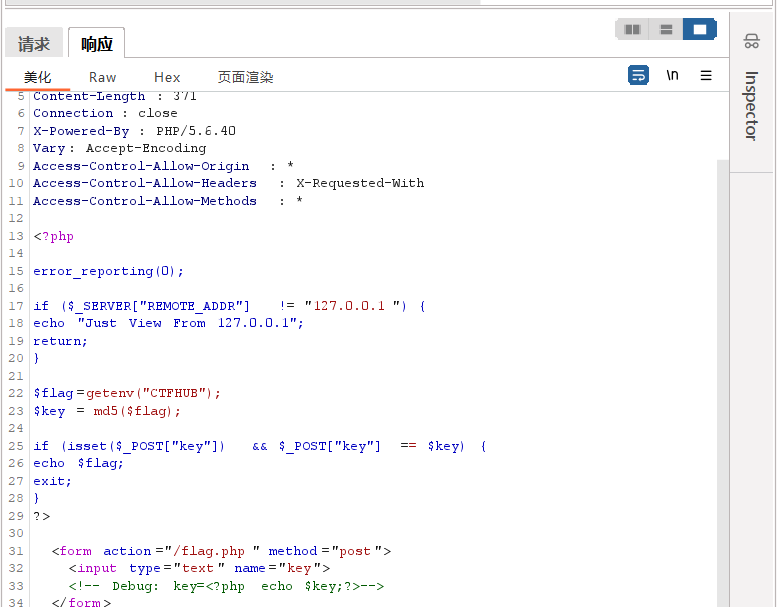 请求 响应
美化 Raw Hex 页面渲染 \n
Inspector
5 Content-Length : 371
6 Connection : close
7 X-Powered-By : PHP/5.6.40
8 Vary : Accept-Encoding
9 Access-Control-Allow-Origin : *
10 Access-Control-Allow-Headers : X-Requested-With
11 Access-Control-Allow-Methods : *
12
13 <?php
14
15 error_reporting(0);
16
17 if ($_SERVER["REMOTE_ADDR"] != "127.0.0.1 ") {
18 echo "Just View From 127.0.0.1";
19 return;
20 }
21
22 $flag=getenv("CTFHUB");
23 $key = md5($flag);
24
25 if (isset($_POST["key"]) && $_POST["key"] == $key) {
26 echo $flag;
27 exit;
28 }
29 ?>
30
31 <form action ="/flag.php " method ="post ">
32 <input type ="text " name ="key ">
33 <!-- Debug: key=<?php echo $key;?>-->
34 </form>